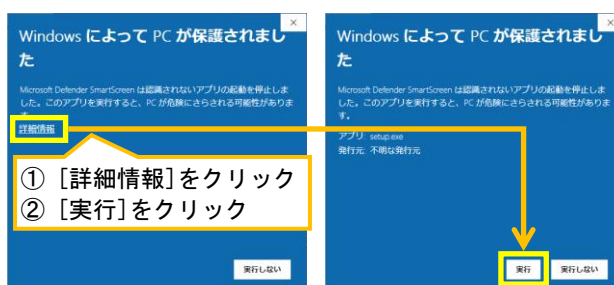 Windows によって PC が保護されまし
た
Microsoft Defender SmartScreen は認識されないアプリの起動を停止しま
した。このアプリを実行すると、PC が危険にさらされる可能性がありま
す。
詳細情報
① [詳細情報]をクリック
② [実行]をクリック
実行しない
Windows によって PC が保護されまし
た
Microsoft Defender SmartScreen は認識されないアプリの起動を停止しま
した。このアプリを実行すると、PC が危険にさらされる可能性がありま
す。
アプリ: setup.exe
発行元: 不明な発行元
実行
実行しない